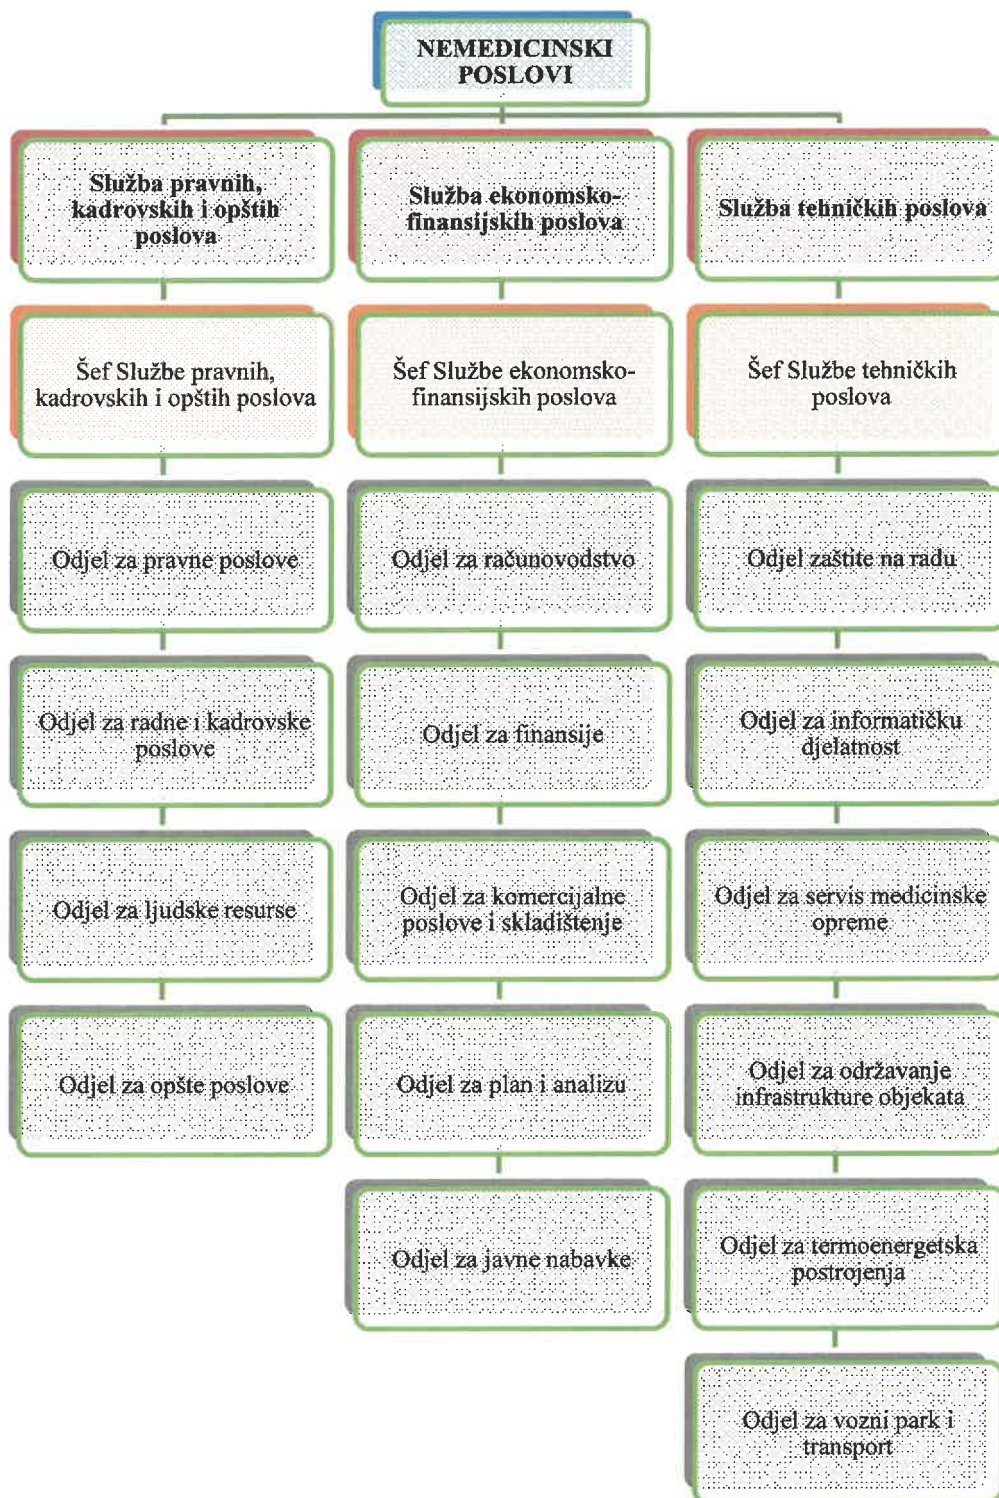 NEMEDICINSKI
POSLOVI
Služba pravnih,
kadrovskih i opštih
poslova
Služba ekonomsko-
finansijskih poslova
Služba tehničkih poslova
Šef Službe pravnih,
kadrovskih i opštih poslova
Šef Službe ekonomsko-
finansijskih poslova
Šef Službe tehničkih
poslova
Odjel za pravne poslove
Odjel za računovodstvo
Odjel zaštite na radu
Odjel za radne i kadrovske
poslove
Odjel za finansije
Odjel za informatičku
djelatnost
Odjel za ljudske resurse
Odjel za komercijalne
poslove i skladištenje
Odjel za servis medicinske
opreme
Odjel za opšte poslove
Odjel za plan i analizu
Odjel za održavanje
infrastrukture objekata
Odjel za javne nabavke
Odjel za termoenergetska
postrojenja
Odjel za vozni park i
transport